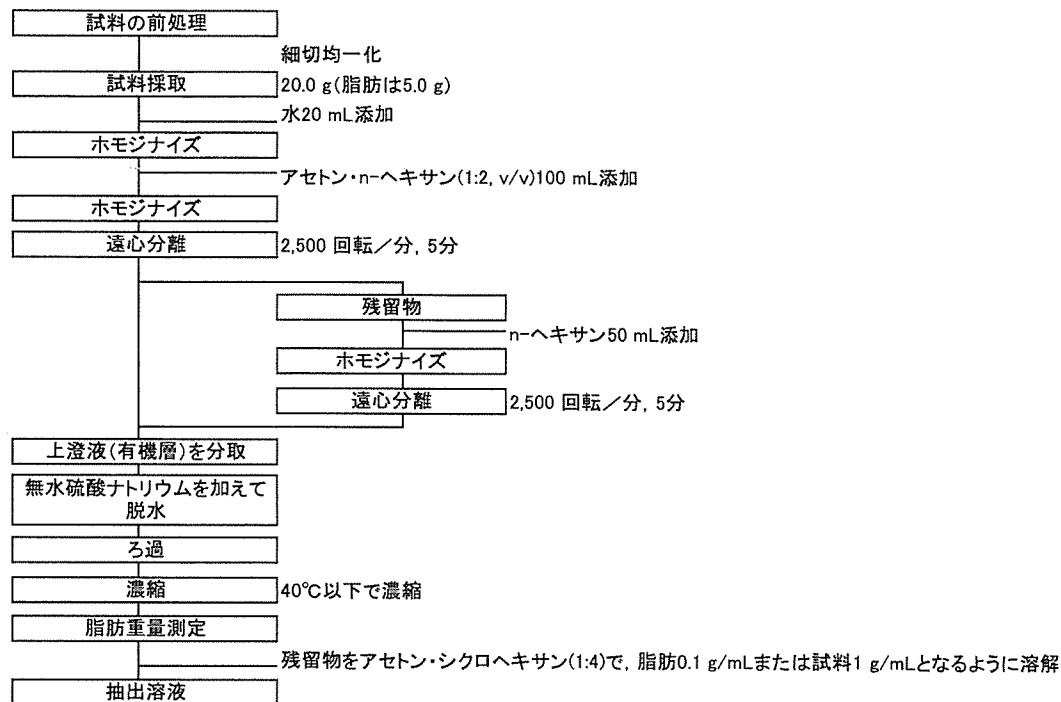 試料の前処理
細切均一化
試料採取
20.0 g(脂肪は5.0 g)
水20 mL添加
ホモジナイズ
アセトン・n-ヘキサン(1:2, v/v)100 mL添加
ホモジナイズ
遠心分離
2,500 回転/分, 5分
残留物
n-ヘキサン50 mL添加
ホモジナイズ
遠心分離
2,500 回転/分, 5分
上澄液(有機層)を分取
無水硫酸ナトリウムを加えて
脱水
ろ過
濃縮
40℃以下で濃縮
脂肪重量測定
残留物をアセトン・シクロヘキサン(1:4)で, 脂肪0.1 g/mLまたは試料1 g/mLとなるように溶解
抽出溶液